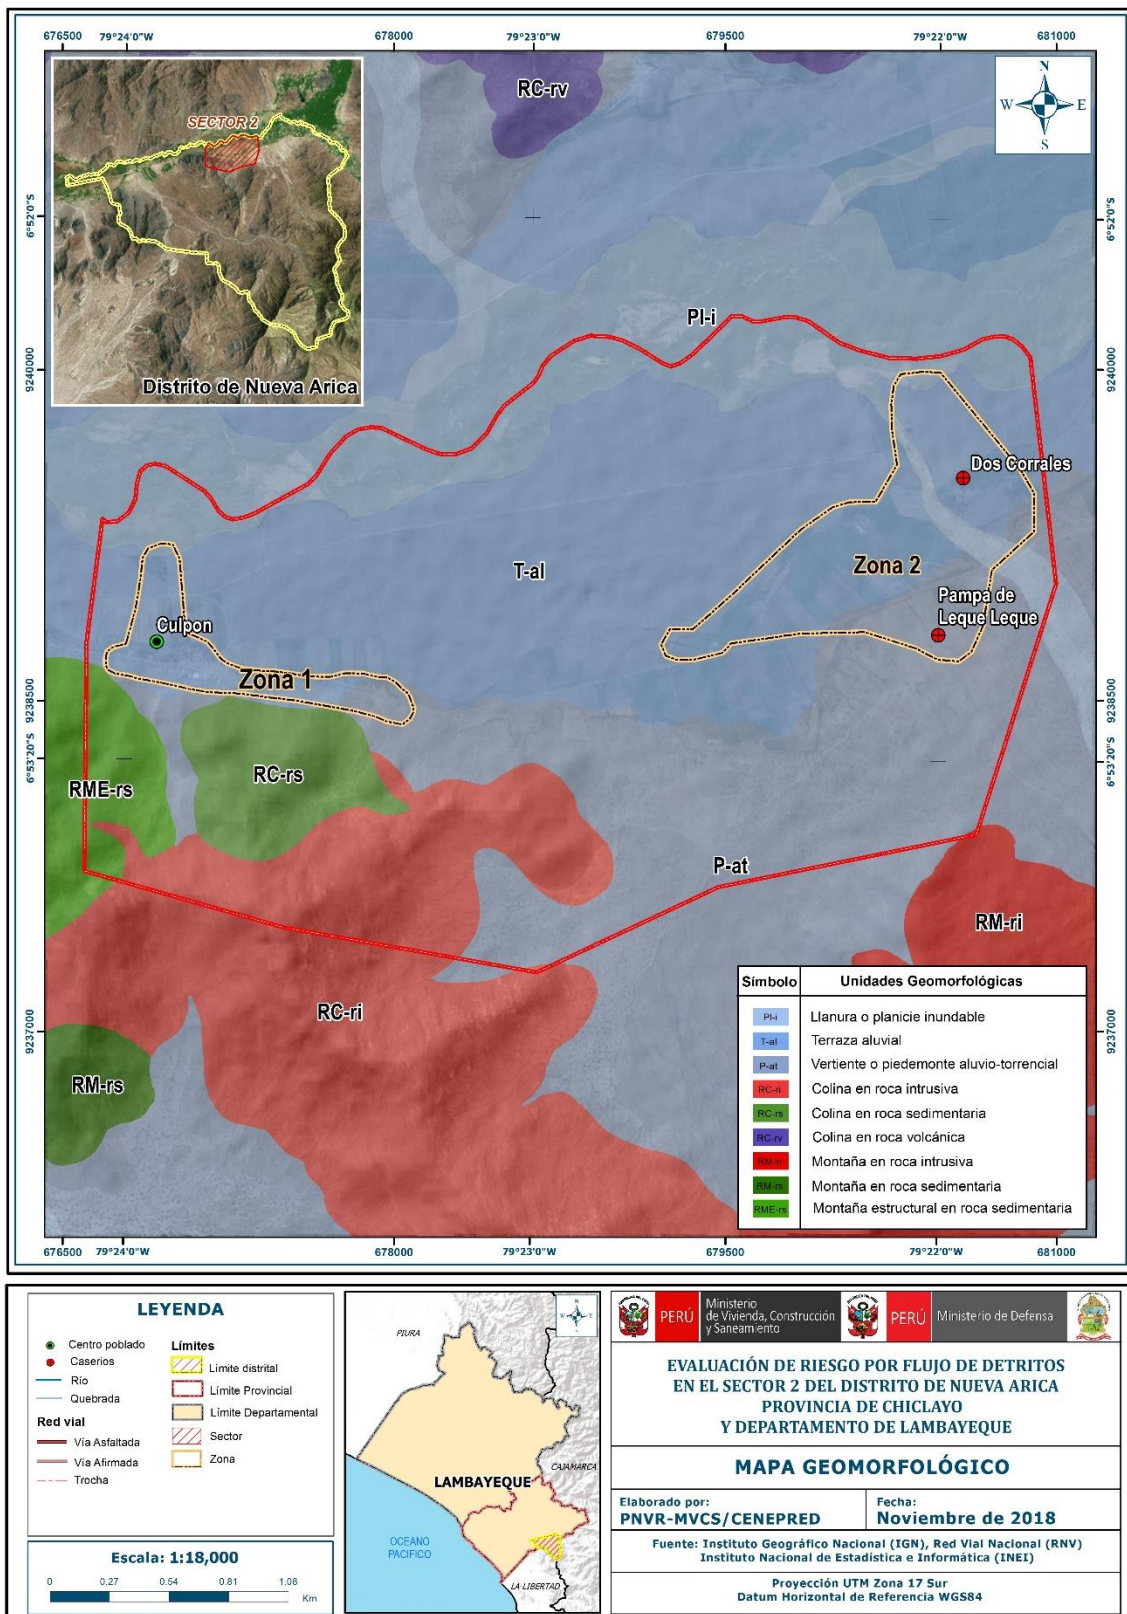 676500 79°24'0"W 678000 79°23'0"W 679500 79°22'0"W 681000
SECTOR 2
Distrito de Nueva Arica
N
W E
S
RC-rv
6°52'0"S
6°52'0"S
Pl-i
9240000
9240000
Dos Corrales
T-al
Zona 2
Pampa de
Leque Leque
Culpon
Zona 1
9238500
9238500
6°53'20"S
6°53'20"S
RC-rs
RME-rs
P-at
RM-ri
RC-ri
9237000
9237000
RM-rs
Símbolo Unidades Geomorfológicas
Pl-i Llanura o planicie inundable
T-al Terraza aluvial
P-at Vertiente o piedemonte aluvio-torrencial
RC-ri Colina en roca intrusiva
RC-rs Colina en roca sedimentaria
RC-rv Colina en roca volcánica
RM-ri Montaña en roca intrusiva
RM-rs Montaña en roca sedimentaria
RME-rs Montaña estructural en roca sedimentaria
676500 79°24'0"W 678000 79°23'0"W 679500 79°22'0"W 681000
LEYENDA
Centro poblado
Caserios
Río
Quebrada
Red vial
Vía Asfaltada
Vía Afirmada
Trocha
Límites
Límite distrital
Límite Provincial
Límite Departamental
Sector
Zona
Escala: 1:18,000
0 0.27 0.54 0.81 1.08
Km
N
W E
S
PIURA
CAJAMARCA
LAMBAYEQUE
OCEANO
PACIFICO
LA LIBERTAD
PERÚ
Ministerio
de Vivienda, Construcción
y Saneamiento
PERÚ
Ministerio de Defensa
EVALUACIÓN DE RIESGO POR FLUJO DE DETRITOS
EN EL SECTOR 2 DEL DISTRITO DE NUEVA ARICA
PROVINCIA DE CHICLAYO
Y DEPARTAMENTO DE LAMBAYEQUE
MAPA GEOMORFOLÓGICO
Elaborado por:
PNVR-MVCS/CENEPRED
Fecha:
Noviembre de 2018
Fuente: Instituto Geográfico Nacional (IGN), Red Vial Nacional (RNV)
Instituto Nacional de Estadística e Informática (INEI)
Proyección UTM Zona 17 Sur
Datum Horizontal de Referencia WGS84